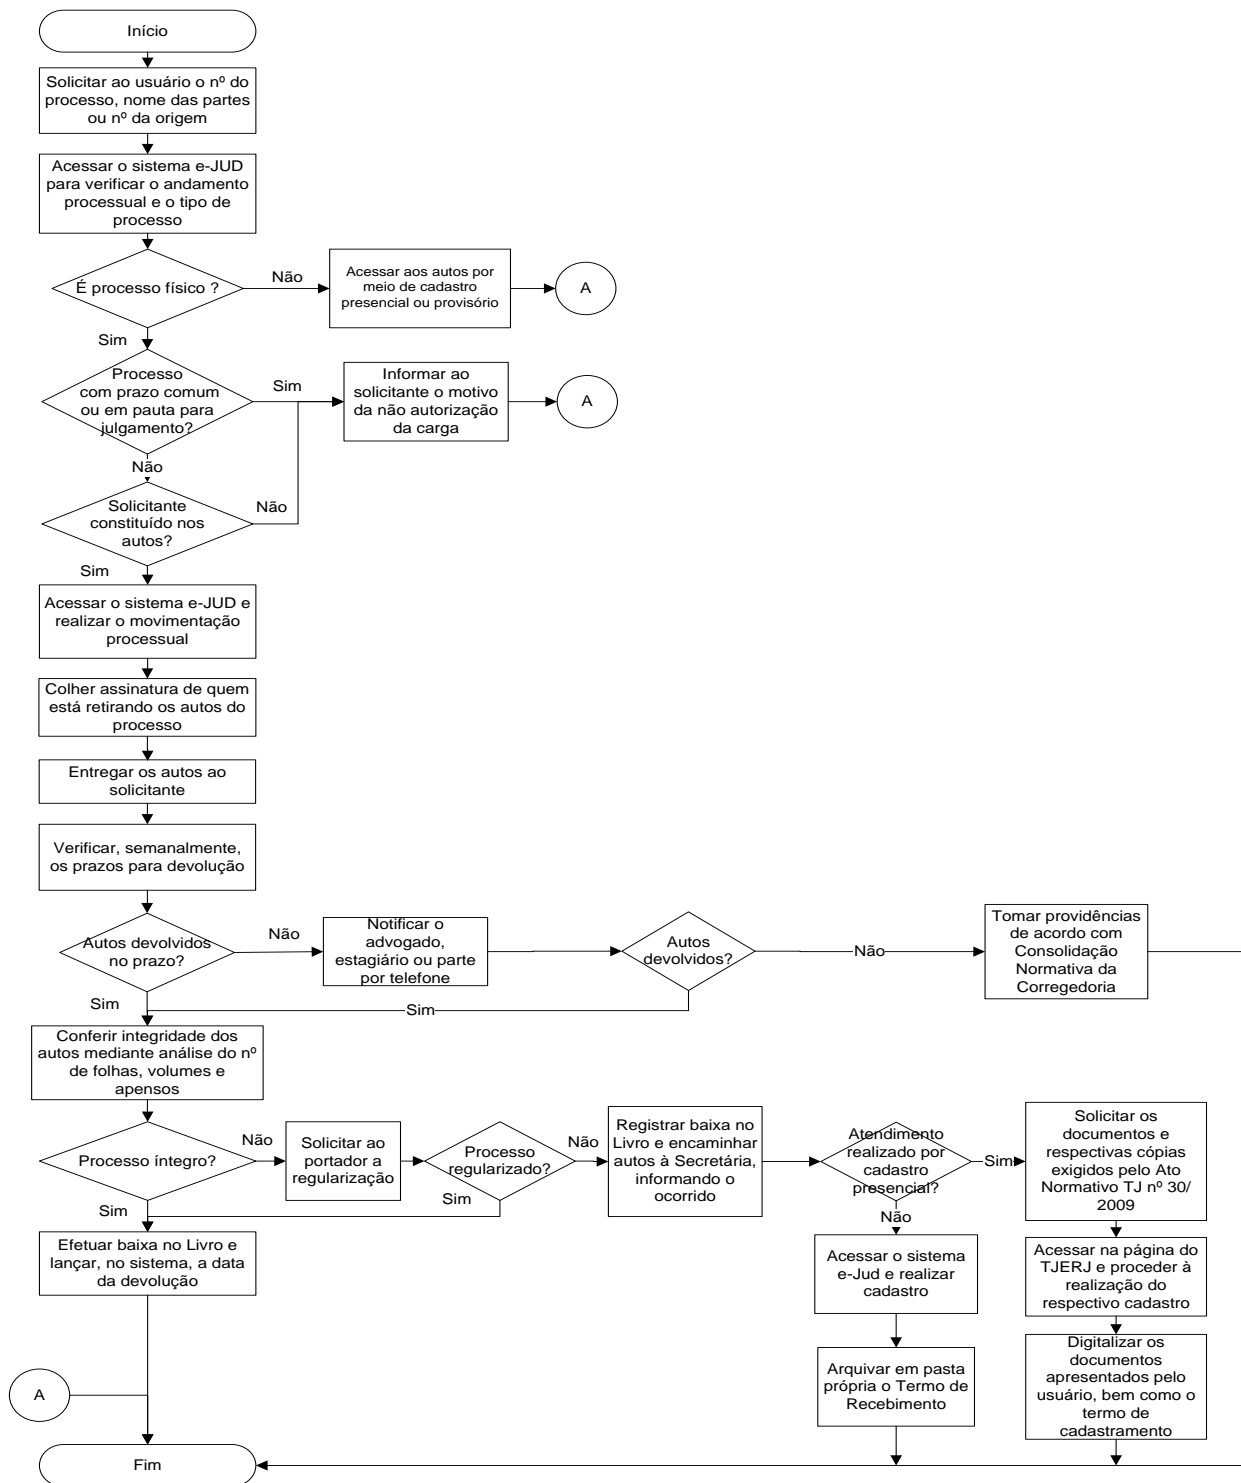 Início
Solicitar ao usuário o nº do
processo, nome das partes
ou nº da origem
Acessar o sistema e-JUD
para verificar o andamento
processual e o tipo de
processo
É processo físico ?
Não
Acessar aos autos por
meio de cadastro
presencial ou provisório
A
Sim
Processo
com prazo comum
ou em pauta para
julgamento?
Sim
Informar ao
solicitante o motivo
da não autorização
da carga
A
Não
Solicitante
constituído nos
autos?
Não
Sim
Acessar o sistema e-JUD e
realizar o movimentação
processual
Colher assinatura de quem
está retirando os autos do
processo
Entregar os autos ao
solicitante
Verificar, semanalmente,
os prazos para devolução
Autos devolvidos
no prazo?
Não
Notificar o
advogado,
estagiário ou parte
por telefone
Autos
devolvidos?
Não
Tomar providências
de acordo com
Consolidação
Normativa da
Corregedoria
Sim
Sim
Conferir integridade dos
autos mediante análise do nº
de folhas, volumes e
apensos
Processo íntegro?
Não
Solicitar ao
portador a
regularização
Processo
regularizado?
Não
Registrar baixa no
Livro e encaminhar
autos à Secretária,
informando o
ocorrido
Atendimento
realizado por
cadastro
presencial?
Sim
Solicitar os
documentos e
respectivas cópias
exigidos pelo Ato
Normativo TJ nº 30/
2009
Sim
Sim
Não
Efetuar baixa no Livro e
lançar, no sistema, a data
da devolução
Acessar o sistema
e-Jud e realizar
cadastro
Acessar na página do
TJERJ e proceder à
realização do
respectivo cadastro
Arquivar em pasta
própria o Termo de
Recebimento
Digitalizar os
documentos
apresentados pelo
usuário, bem como o
termo de
cadastramento
A
Fim